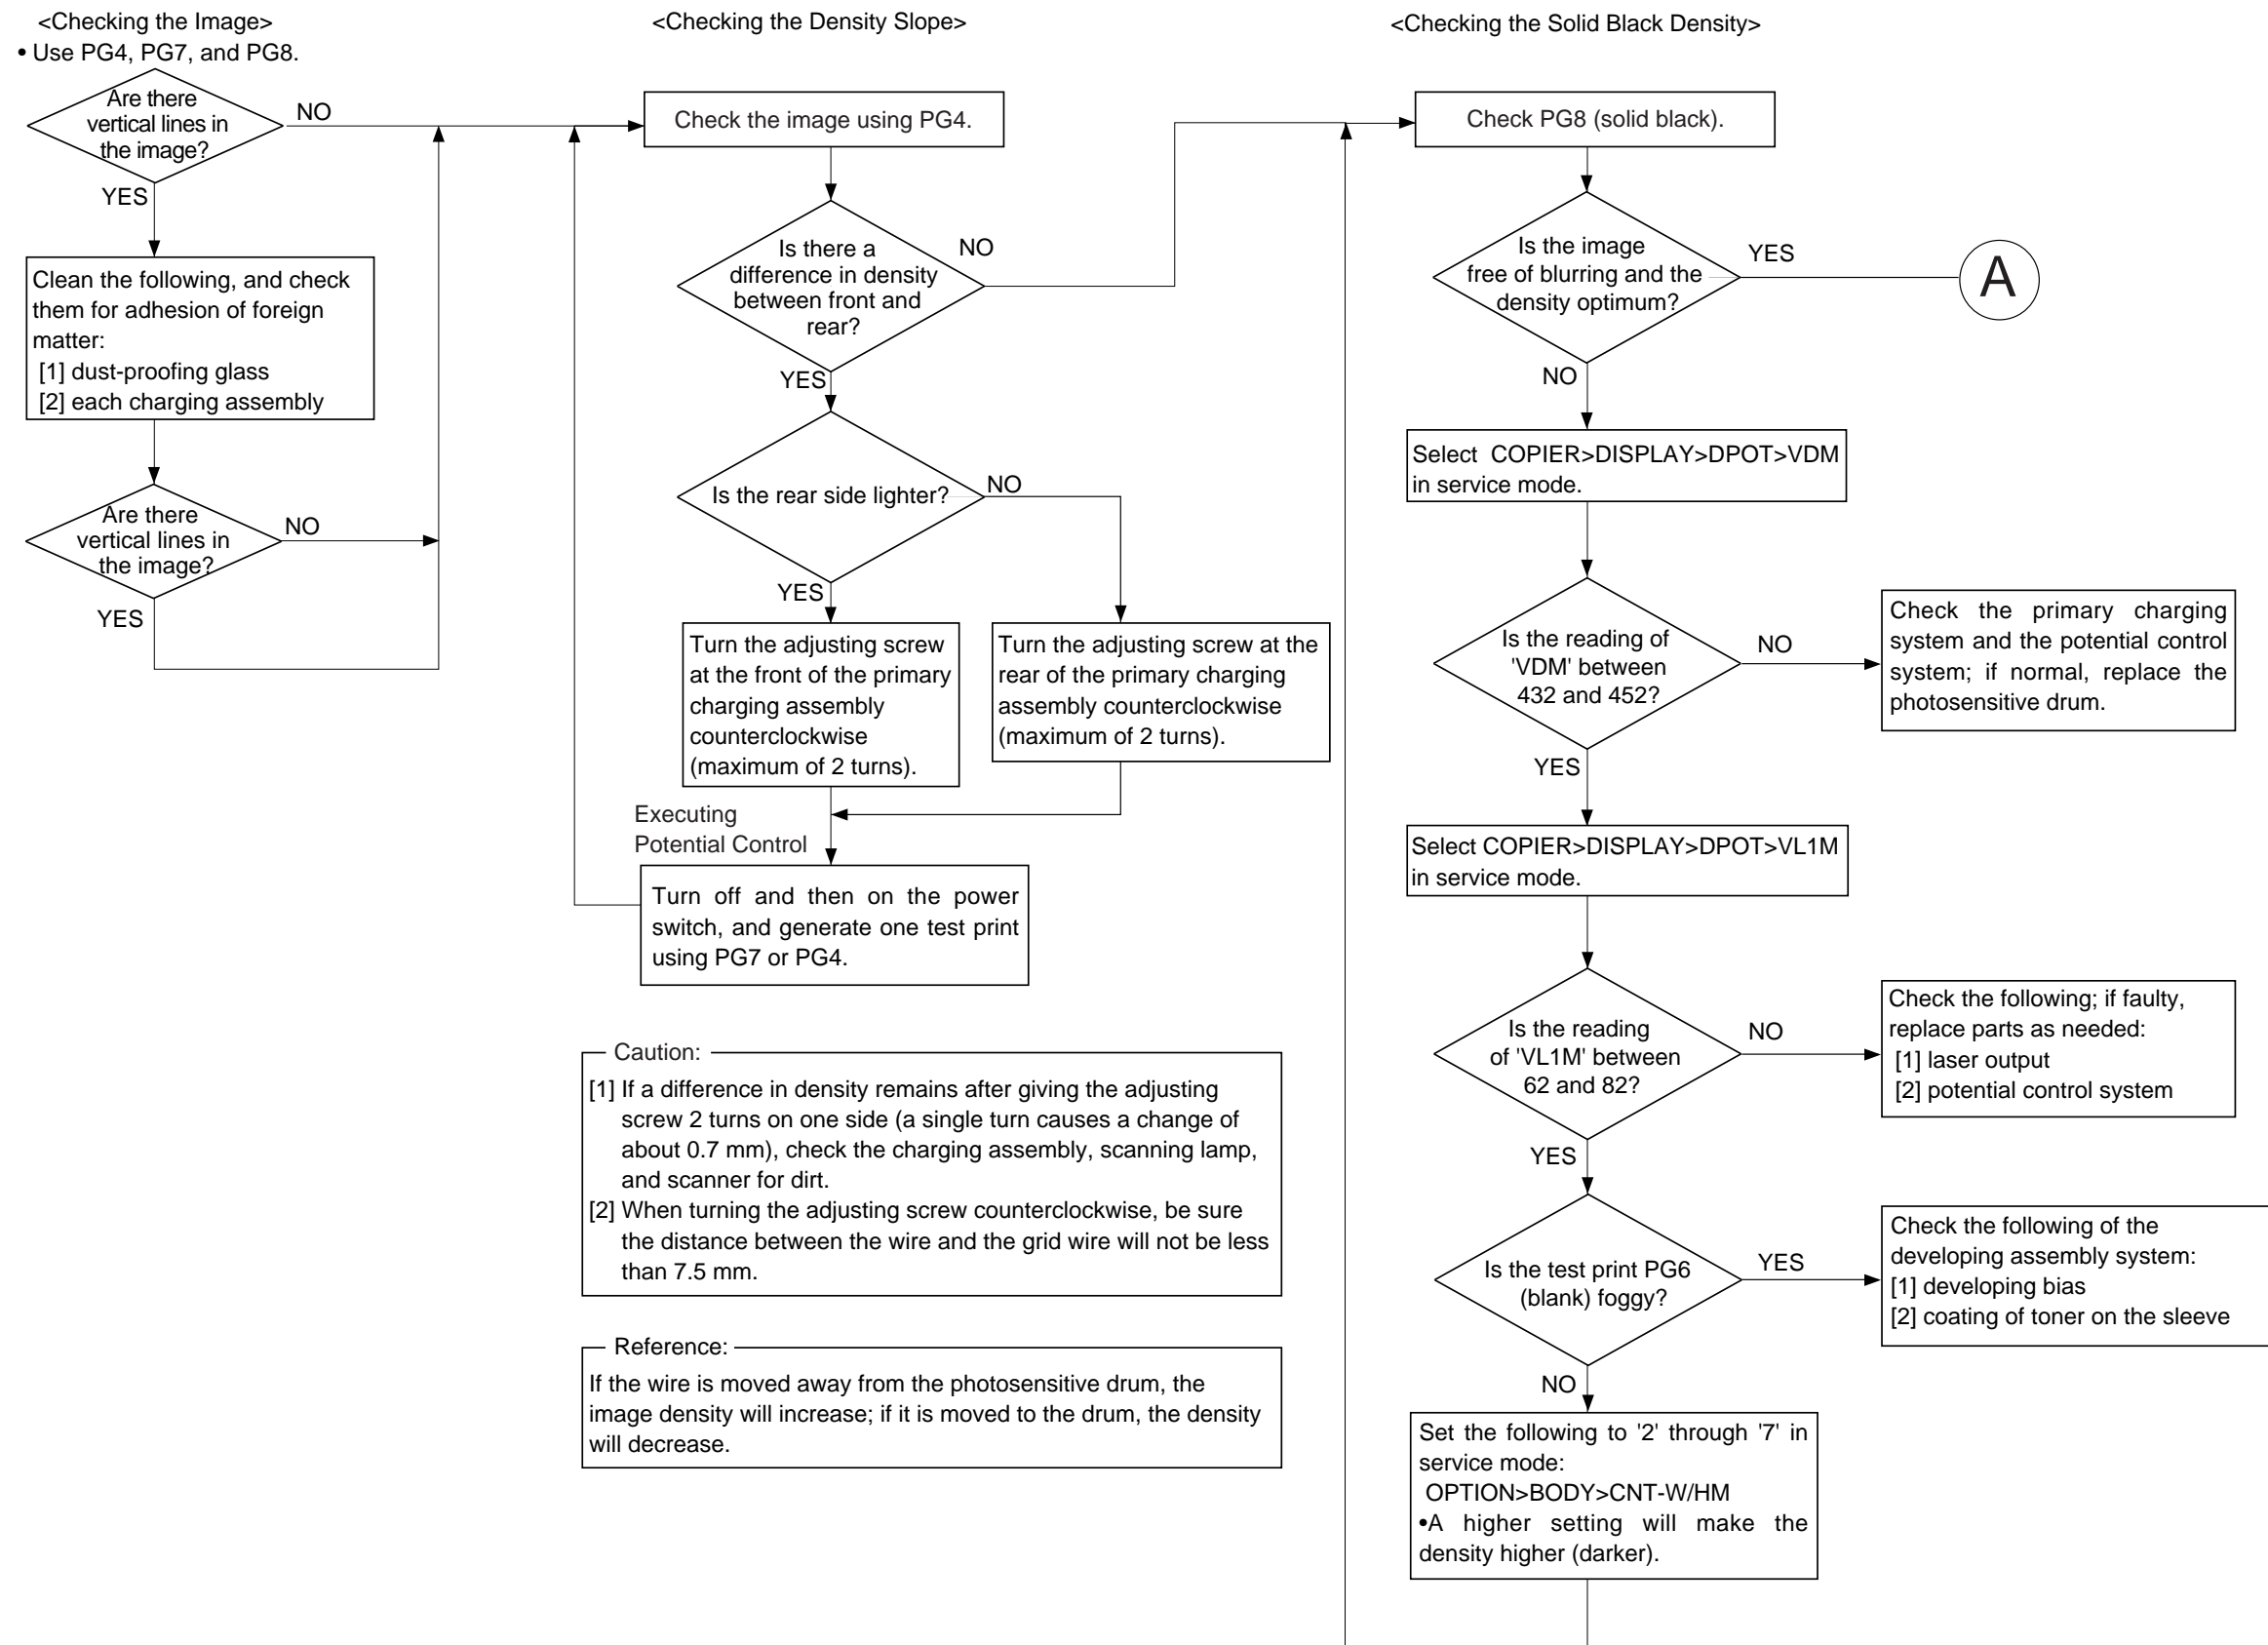 <Checking the Image>
• Use PG4, PG7, and PG8.
Are there
vertical lines in
the image?
NO
YES
Clean the following, and check
them for adhesion of foreign
matter:
[1] dust-proofing glass
[2] each charging assembly
Are there
vertical lines in
the image?
NO
YES
<Checking the Density Slope>
Check the image using PG4.
Is there a
difference in density
between front and
rear?
NO
YES
Is the rear side lighter?
NO
YES
Turn the adjusting screw
at the front of the primary
charging assembly
counterclockwise
(maximum of 2 turns).
Turn the adjusting screw at the
rear of the primary charging
assembly counterclockwise
(maximum of 2 turns).
Executing
Potential Control
Turn off and then on the power
switch, and generate one test print
using PG7 or PG4.
Caution:
[1] If a difference in density remains after giving the adjusting
screw 2 turns on one side (a single turn causes a change of
about 0.7 mm), check the charging assembly, scanning lamp,
and scanner for dirt.
[2] When turning the adjusting screw counterclockwise, be sure
the distance between the wire and the grid wire will not be less
than 7.5 mm.
Reference:
If the wire is moved away from the photosensitive drum, the
image density will increase; if it is moved to the drum, the density
will decrease.
<Checking the Solid Black Density>
Check PG8 (solid black).
Is the image
free of blurring and the
density optimum?
YES
A
NO
Select COPIER>DISPLAY>DPOT>VDM
in service mode.
Is the reading of
'VDM' between
432 and 452?
NO
Check the primary charging
system and the potential control
system; if normal, replace the
photosensitive drum.
YES
Select COPIER>DISPLAY>DPOT>VL1M
in service mode.
Is the reading
of 'VL1M' between
62 and 82?
NO
Check the following; if faulty,
replace parts as needed:
[1] laser output
[2] potential control system
YES
Is the test print PG6
(blank) foggy?
YES
Check the following of the
developing assembly system:
[1] developing bias
[2] coating of toner on the sleeve
NO
Set the following to '2' through '7' in
service mode:
OPTION>BODY>CNT-W/HM
•A higher setting will make the
density higher (darker).